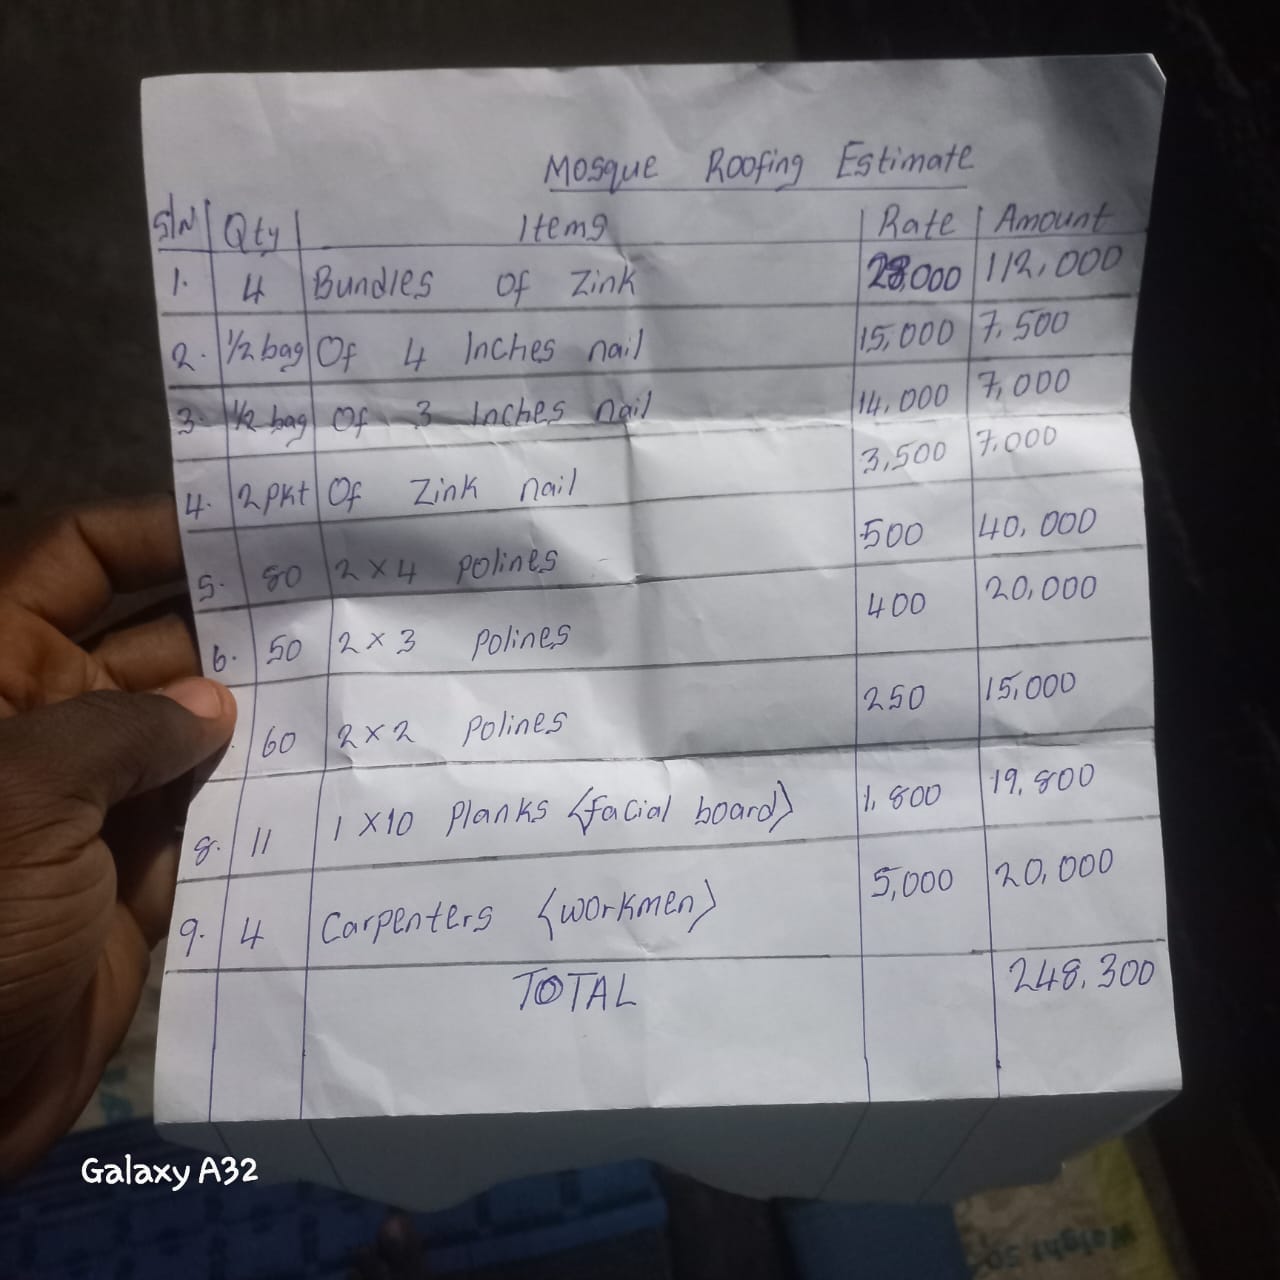 Mosque Roofing Estimate
S/N Qty Items Rate Amount
1. 4 Bundles Of Zink 28,000 112,000
2. 1/2 bag Of 4 Inches nail 15,000 7,500
3. 1/2 bag Of 3 Inches nail 14,000 7,000
4. 2pkt Of Zink nail 3,500 7,000
5. 80 2 x 4 Polines 500 40,000
6. 50 2 x 3 Polines 400 20,000
. 60 2 x 2 Polines 250 15,000
8. 11 1 x 10 Planks <facial board> 1,800 19,800
9. 4 Carpenters <workmen> 5,000 20,000
TOTAL 248,300
Galaxy A32
Weight 50